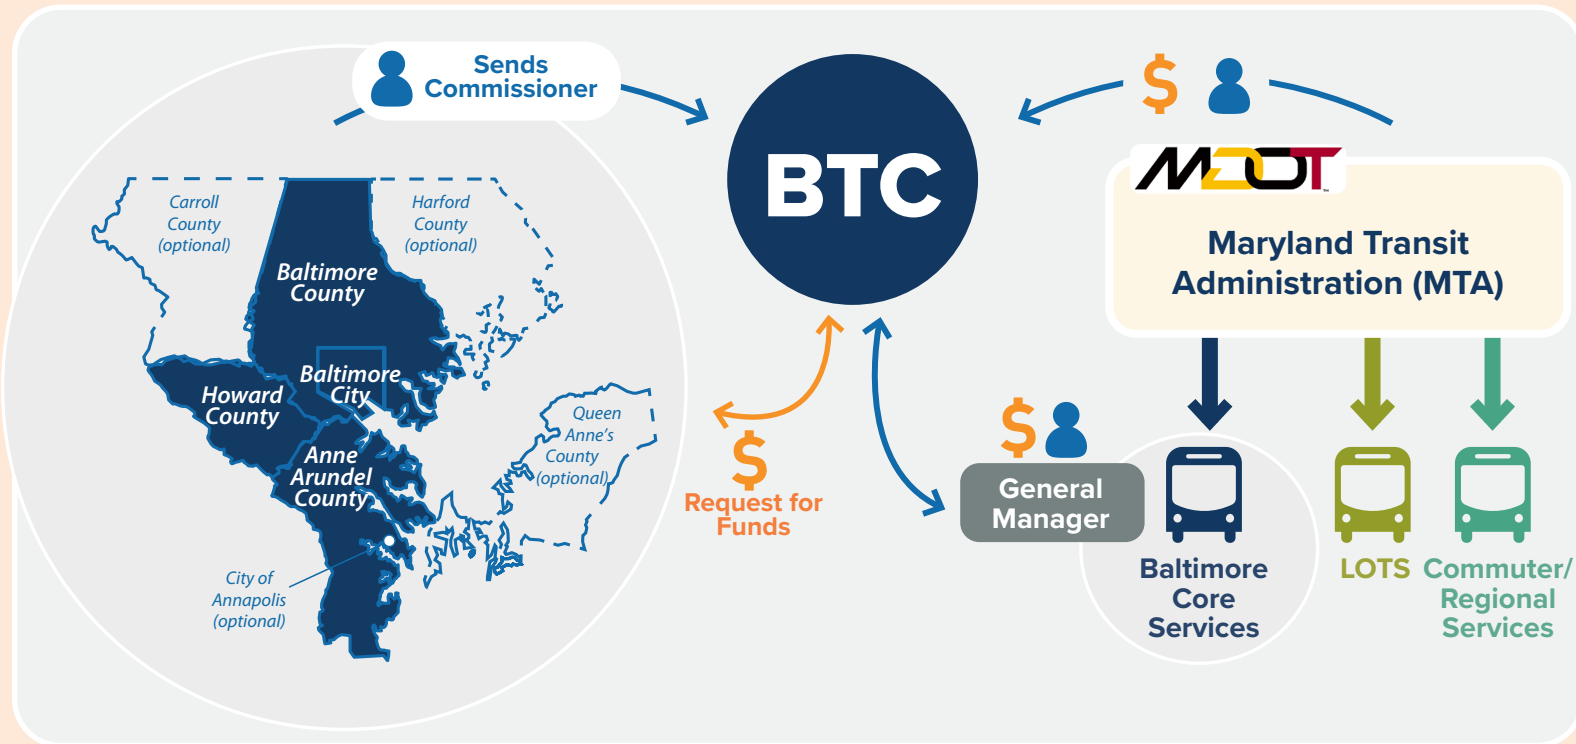 Sends
Commissioner
$
BTC
MDOT
™
Maryland Transit
Administration (MTA)
Carroll
County
(optional)
Harford
County
(optional)
Baltimore
County
Baltimore
City
Howard
County
Anne
Arundel
County
Queen
Anne's
County
(optional)
City of
Annapolis
(optional)
$
Request for
Funds
$
General
Manager
Baltimore
Core
Services
LOTS
Commuter/
Regional
Services